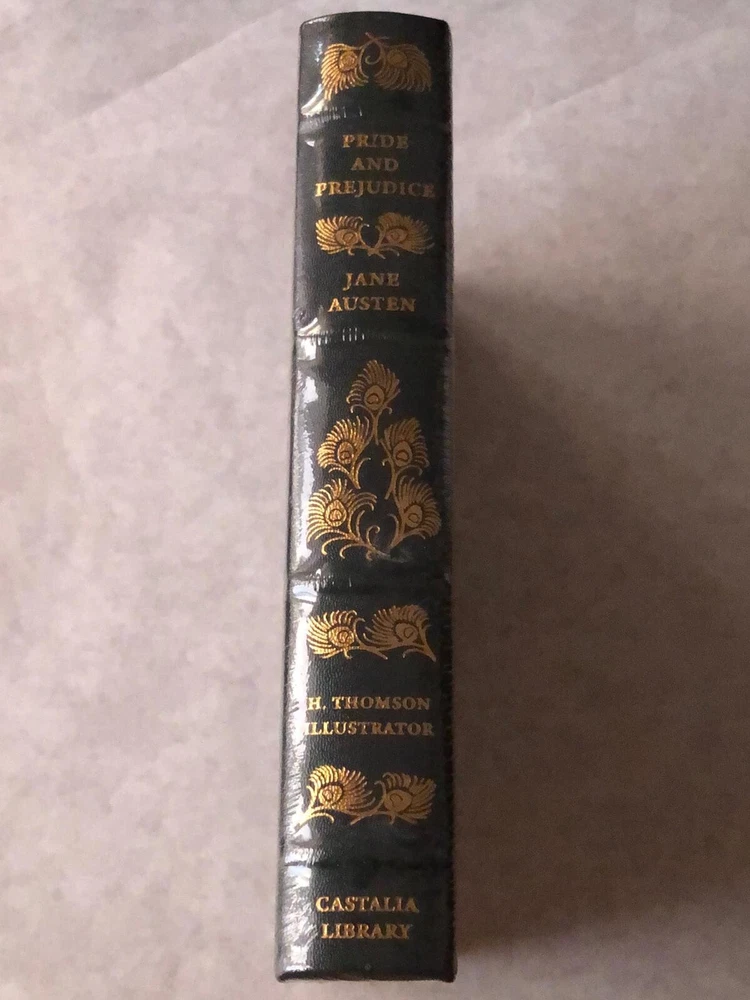 PRIDE
AND
PREJUDICE
JANE
AUSTEN
H. THOMSON
ILLUSTRATOR
CASTALIA
LIBRARY